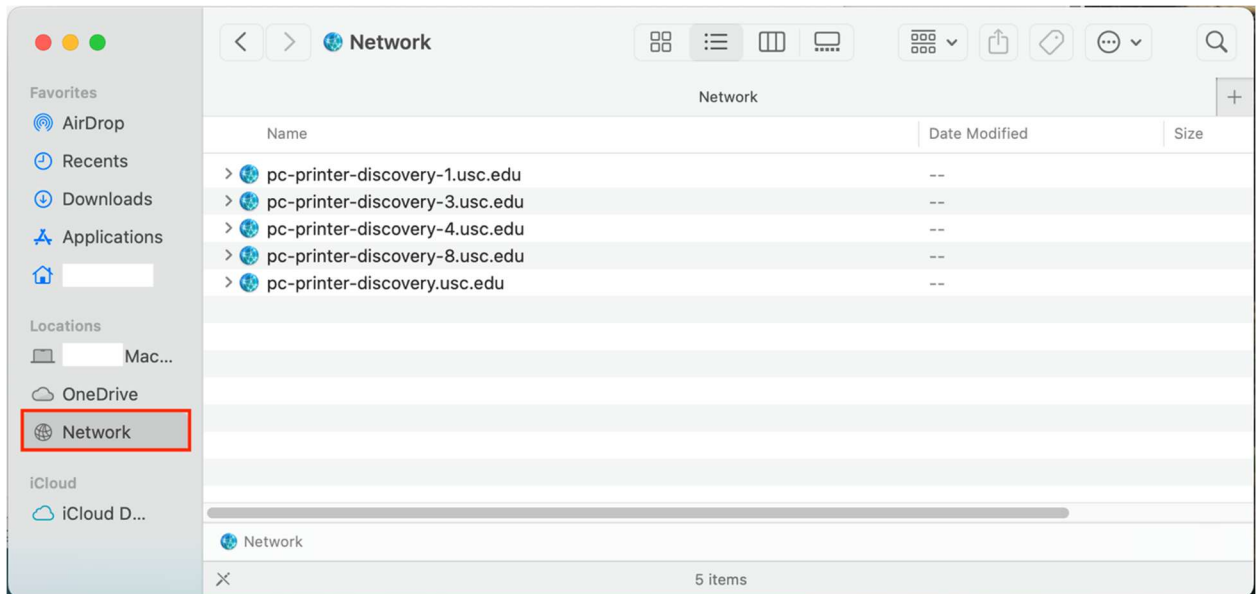 Network
Favorites
AirDrop
Recents
Downloads
Applications
Locations
Mac...
OneDrive
Network
iCloud
iCloud D...
Network
Name Date Modified Size
pc-printer-discovery-1.usc.edu --
pc-printer-discovery-3.usc.edu --
pc-printer-discovery-4.usc.edu --
pc-printer-discovery-8.usc.edu --
pc-printer-discovery.usc.edu --
Network
5 items